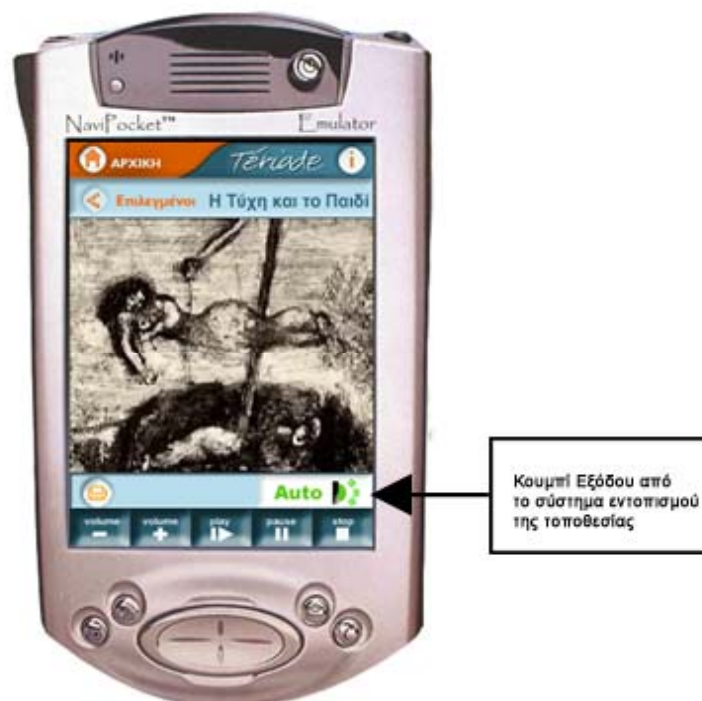 NaviPocket™ Emulator
ΑΡΧΙΚΗ Tériade i
< Επιλεγμένοι Η Τύχη και το Παιδί
Auto
volume volume play pause stop
Κουμπί Εξόδου από
το σύστημα εντοπισμού
της τοποθεσίας